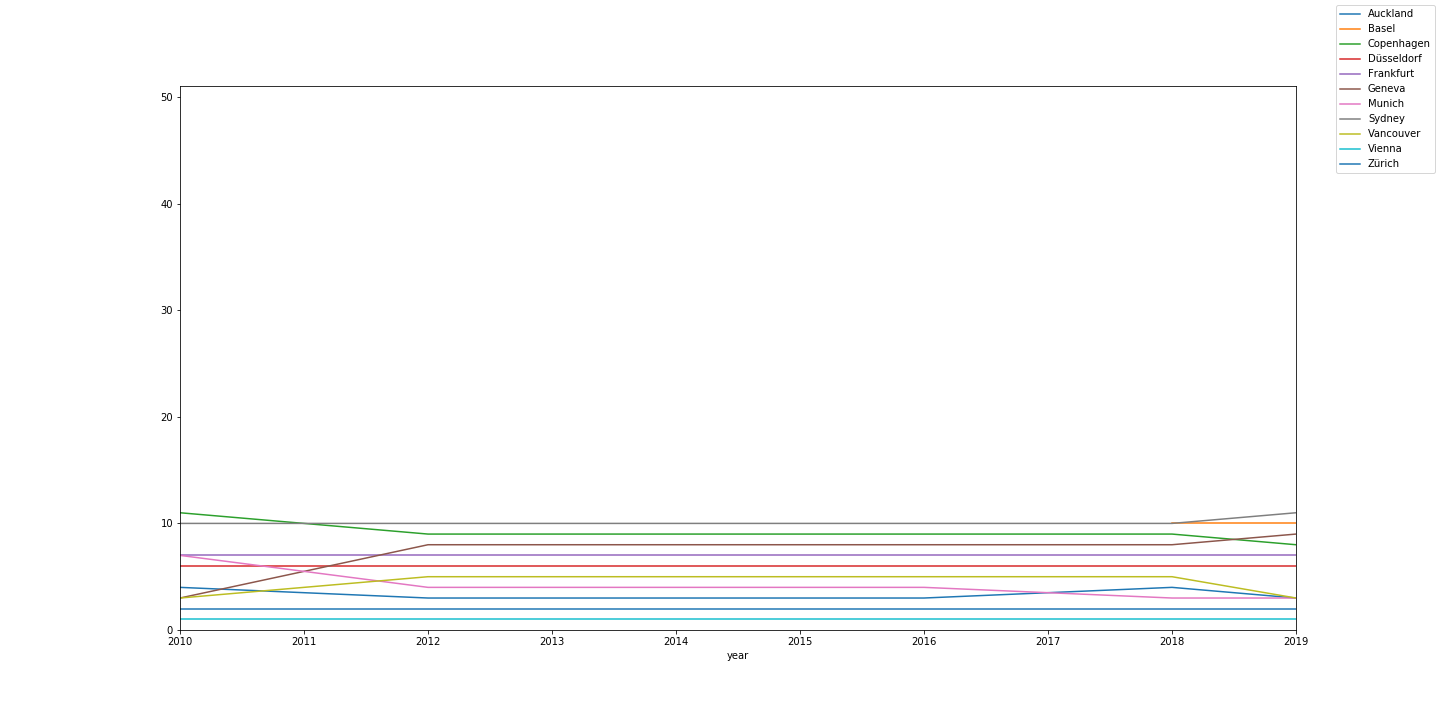 Auckland
Basel
Copenhagen
Düsseldorf
Frankfurt
Geneva
Munich
Sydney
Vancouver
Vienna
Zürich
50
40
30
20
10
0
2010 2011 2012 2013 2014 2015 2016 2017 2018 2019
year